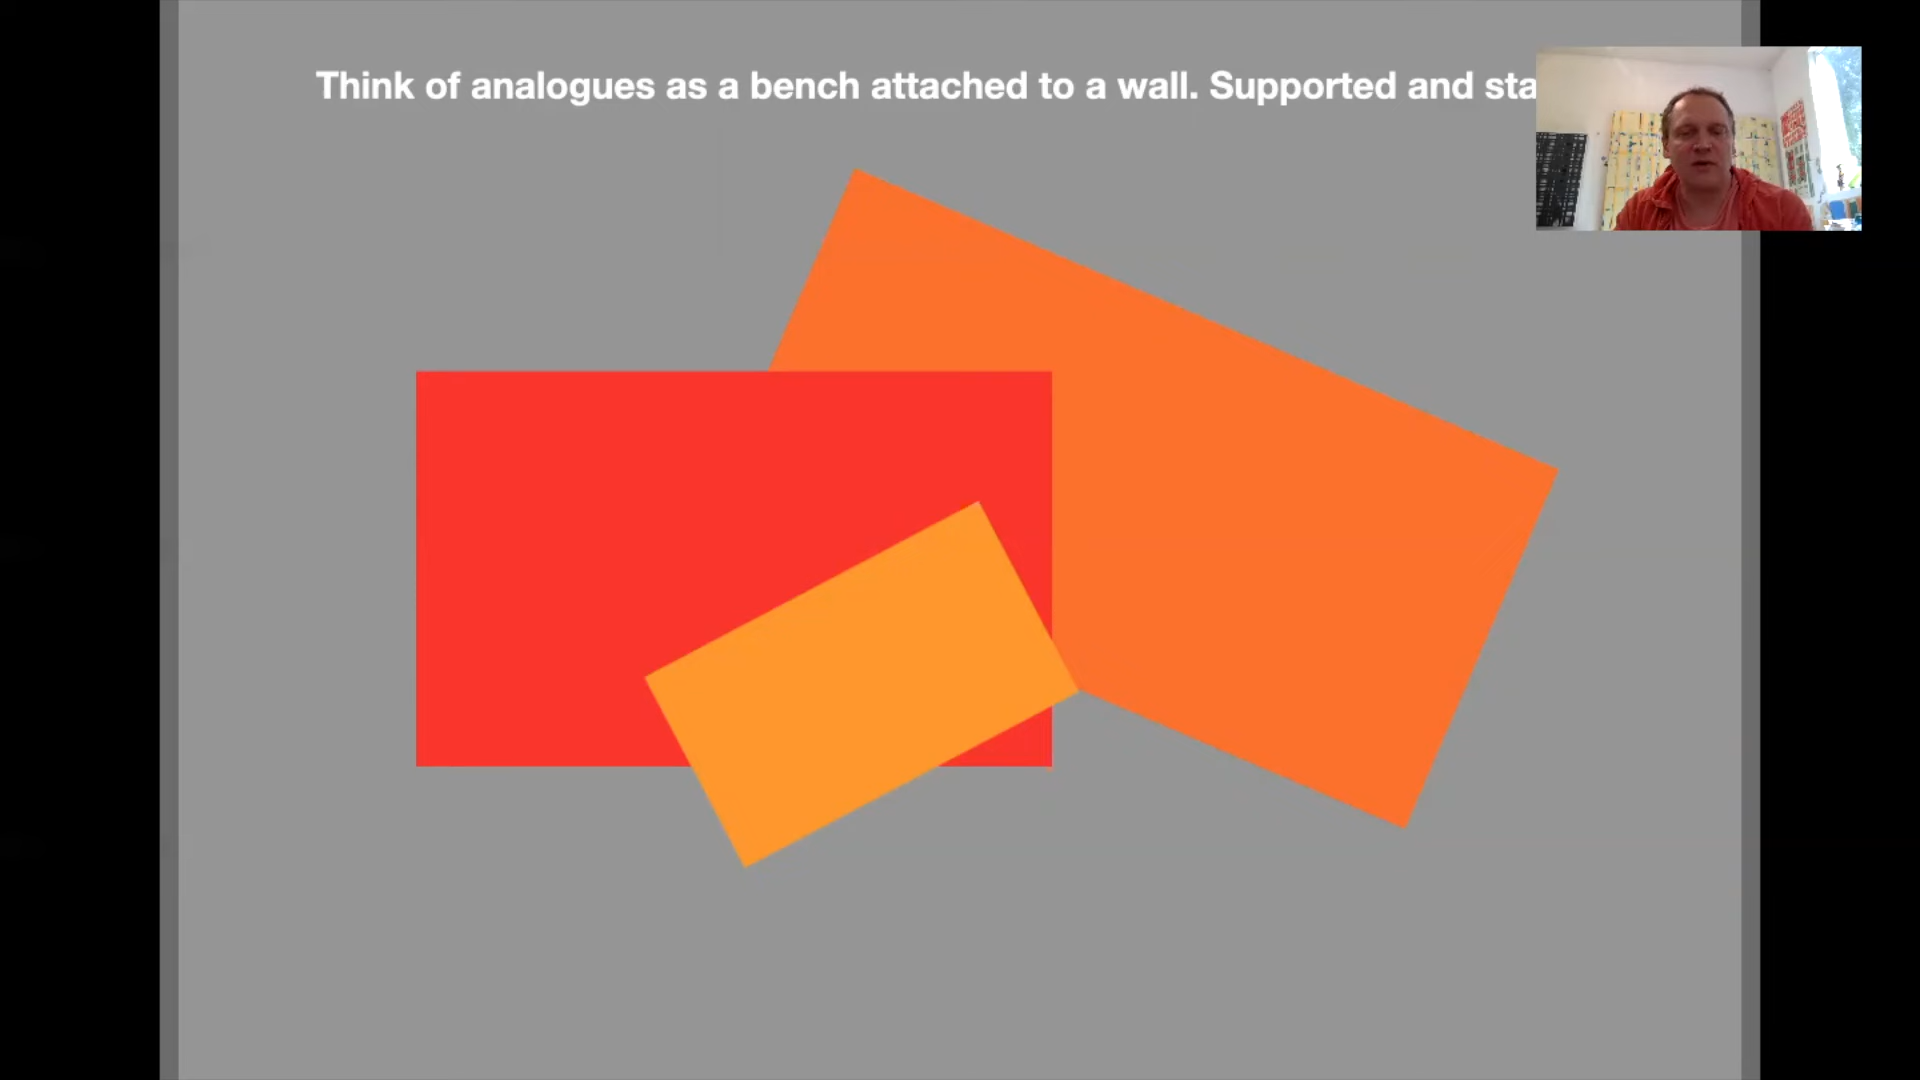 Think of analogues as a bench attached to a wall. Supported and sta